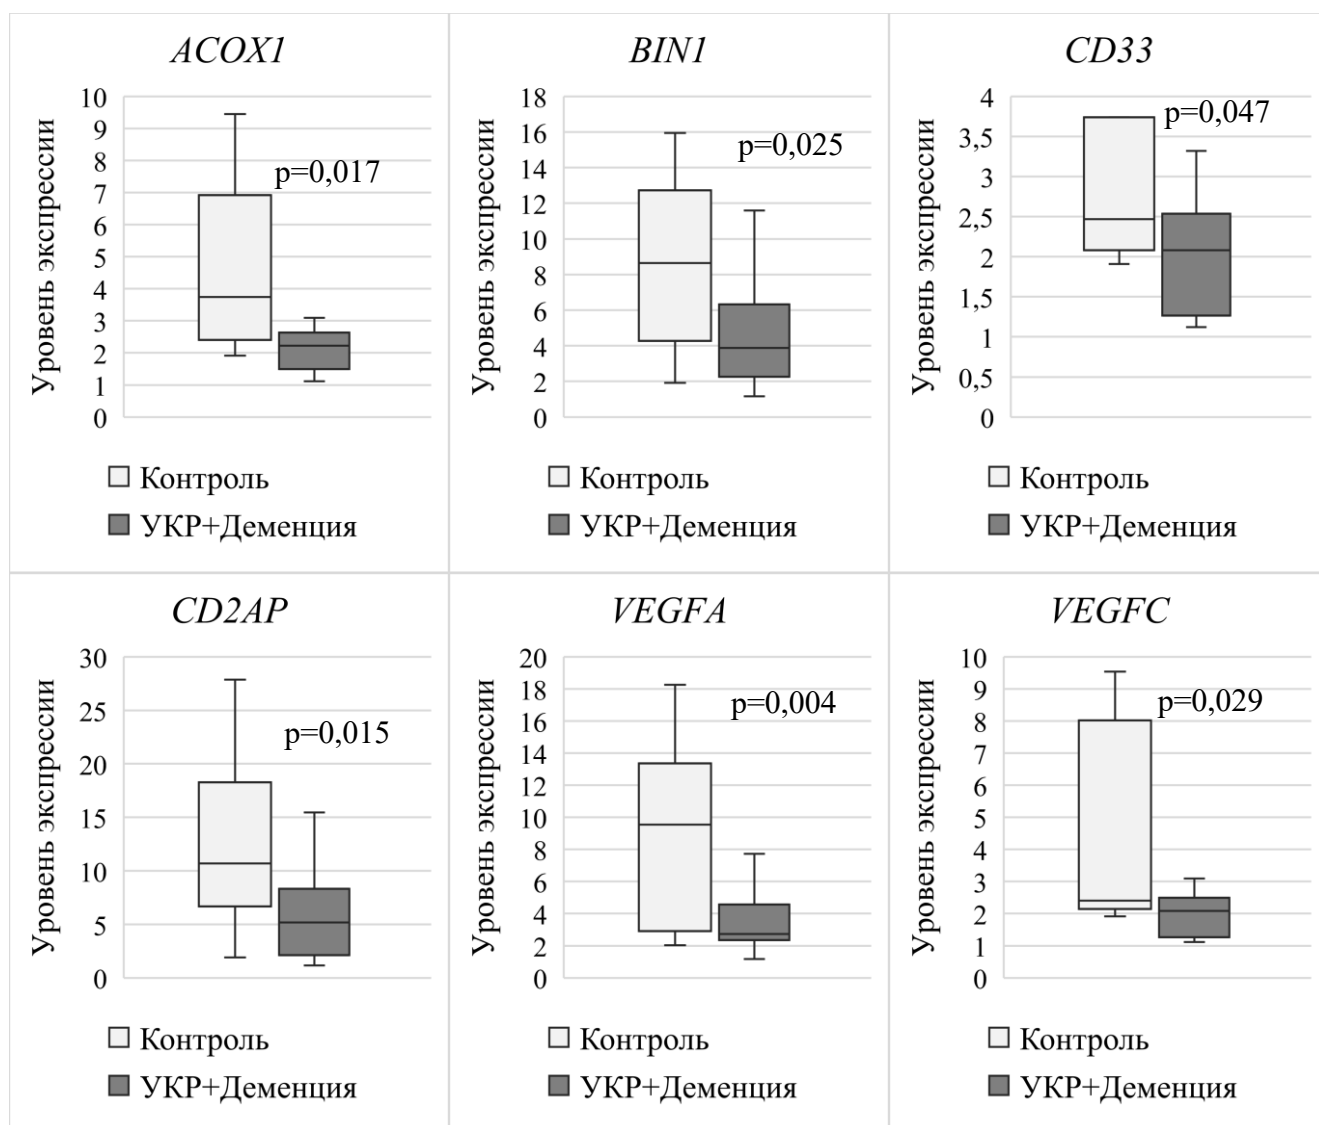 ACOX1
Уровень экспрессии
10
9
8
7
6
5
4
3
2
1
0
p=0,017
Контроль
УКР+Деменция
BIN1
Уровень экспрессии
18
16
14
12
10
8
6
4
2
0
p=0,025
Контроль
УКР+Деменция
CD33
Уровень экспрессии
4
3,5
3
2,5
2
1,5
1
0,5
0
p=0,047
Контроль
УКР+Деменция
CD2AP
Уровень экспрессии
30
25
20
15
10
5
0
p=0,015
Контроль
УКР+Деменция
VEGFA
Уровень экспрессии
20
18
16
14
12
10
8
6
4
2
0
p=0,004
Контроль
УКР+Деменция
VEGFC
Уровень экспрессии
10
9
8
7
6
5
4
3
2
1
0
p=0,029
Контроль
УКР+Деменция